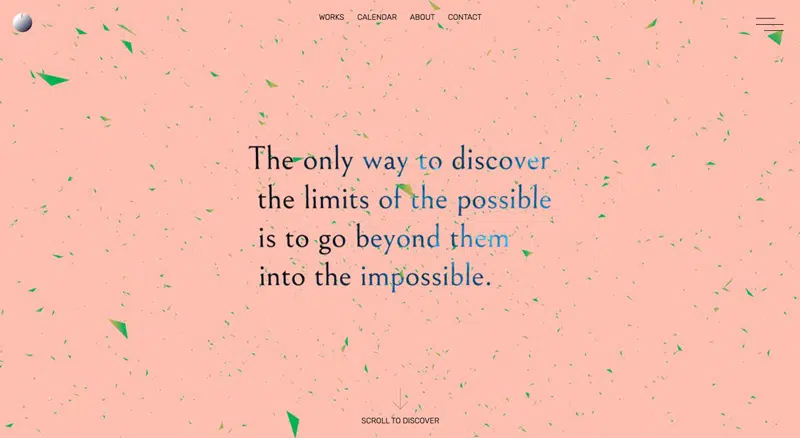 WORKS CALENDAR ABOUT CONTACT
The only way to discover
the limits of the possible
is to go beyond them
into the impossible.
SCROLL TO DISCOVER